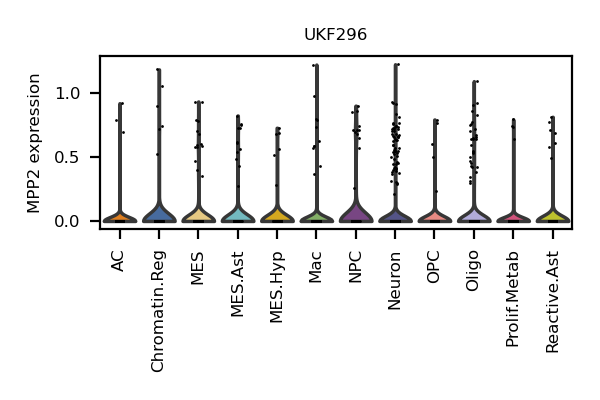 UKF296
MPP2 expression
1.0
0.5
0.0
AC
Chromatin.Reg
MES
MES.Ast
MES.Hyp
Mac
NPC
Neuron
OPC
Oligo
Prolif.Metab
Reactive.Ast